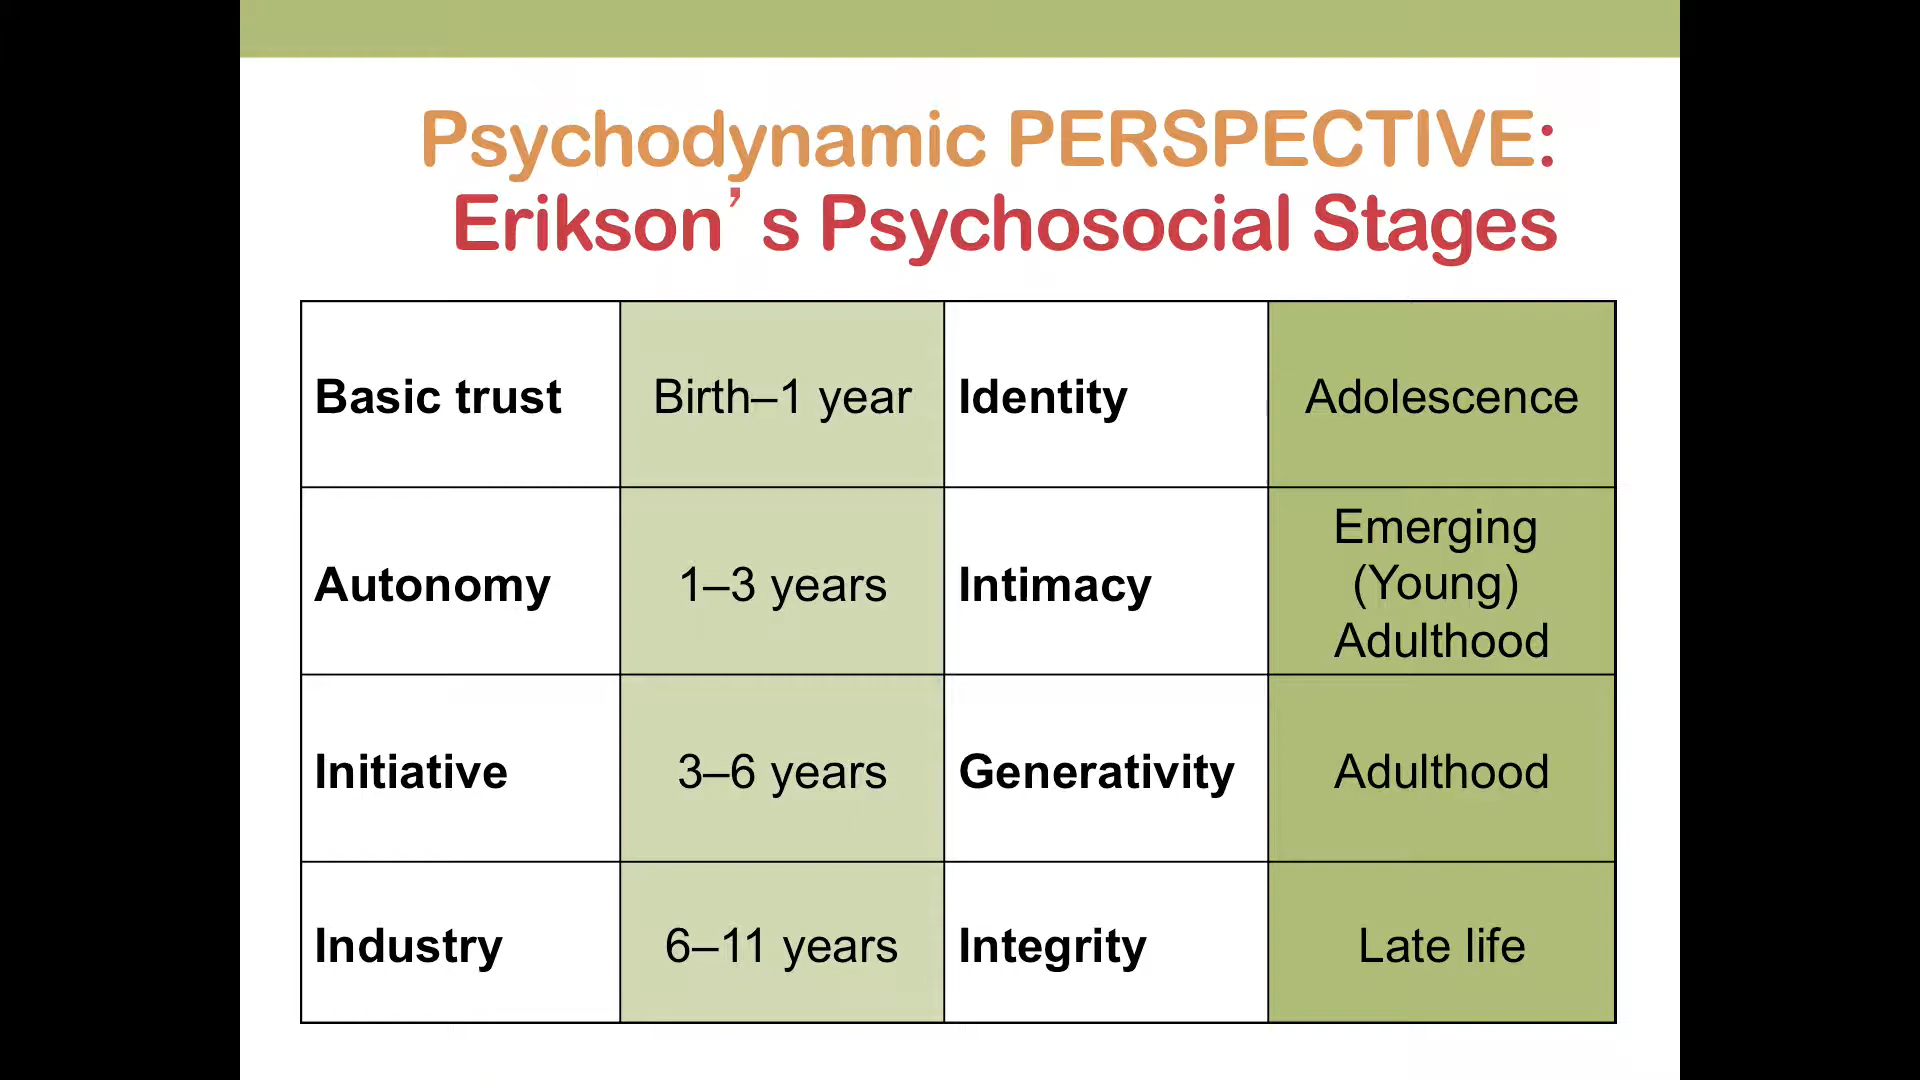 Psychodynamic PERSPECTIVE:
Erikson’s Psychosocial Stages
Basic trust
Birth–1 year
Identity
Adolescence
Autonomy
1–3 years
Intimacy
Emerging
(Young)
Adulthood
Initiative
3–6 years
Generativity
Adulthood
Industry
6–11 years
Integrity
Late life